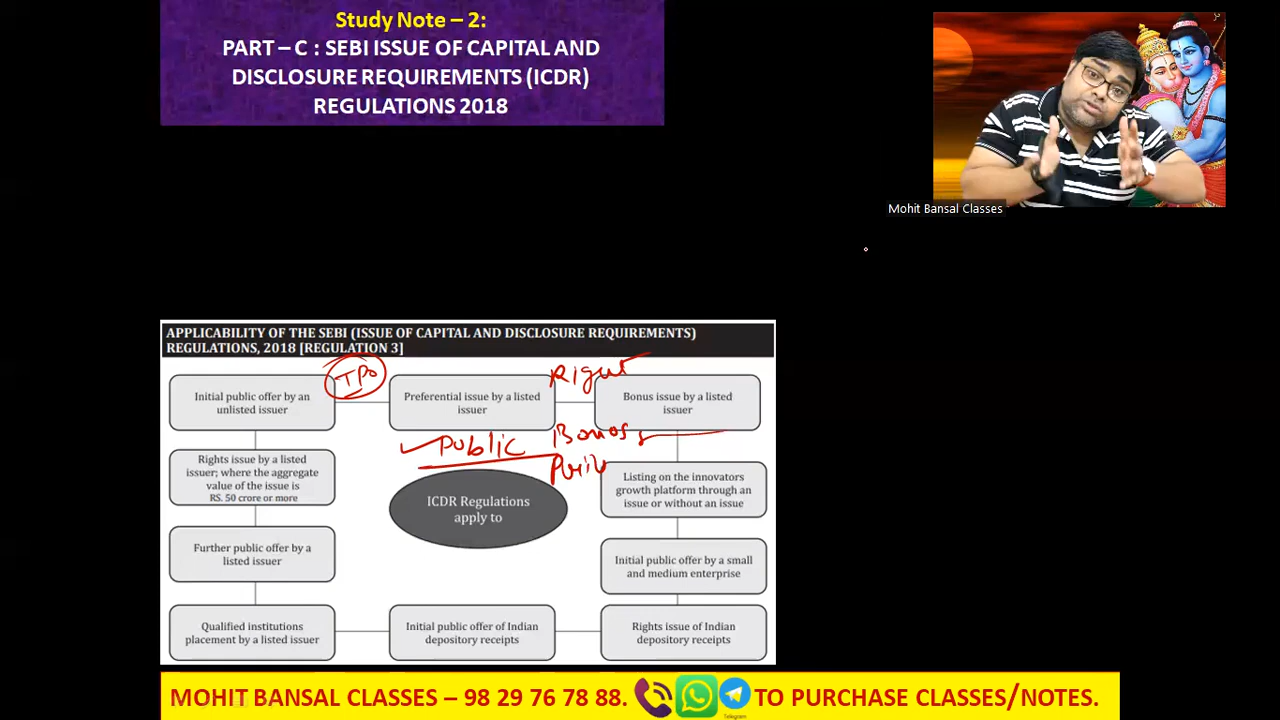 Study Note – 2:
PART – C : SEBI ISSUE OF CAPITAL AND
DISCLOSURE REQUIREMENTS (ICDR)
REGULATIONS 2018
Mohit Bansal Classes
APPLICABILITY OF THE SEBI (ISSUE OF CAPITAL AND DISCLOSURE REQUIREMENTS)
REGULATIONS, 2018 [REGULATION 3]
Initial public offer by an
unlisted issuer
IPO
Preferential issue by a listed
issuer
Right
Bonus issue by a listed
issuer
Public
Bonus
Rights issue by a listed
issuer; where the aggregate
value of the issue is
RS. 50 crore or more
ICDR Regulations
apply to
Listing on the innovators
growth platform through an
issue or without an issue
Further public offer by a
listed issuer
Initial public offer by a small
and medium enterprise
Qualified institutions
placement by a listed issuer
Initial public offer of Indian
depository receipts
Rights issue of Indian
depository receipts
MOHIT BANSAL CLASSES – 98 29 76 78 88. TO PURCHASE CLASSES/NOTES.
Telegram